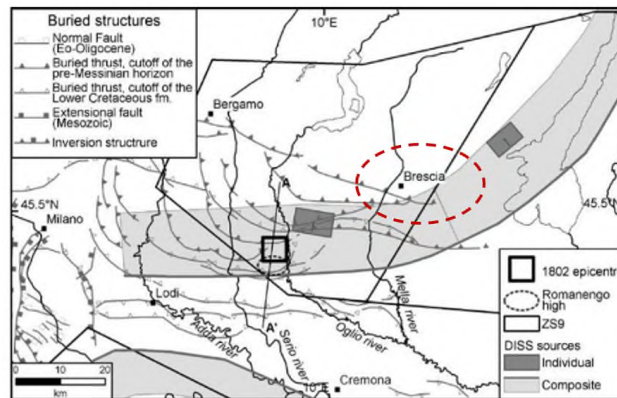 10°E
Buried structures
Normal Fault
(Eo-Oligocene)
Buried thrust, cutoff of the
pre-Messinian horizon
Buried thrust, cutoff of the
Lower Cretaceous fm.
Extensional fault
(Mesozoic)
Inversion structrure
Bergamo
Brescia
A
45.5°N
45.5°
Milano
Lodi
Adda river
A'
Serio river
Oglio river
Mella river
Cremona
10°E
0 10 20
km
1802 epicentr
Romanengo
high
ZS9
DISS sources
Individual
Composite